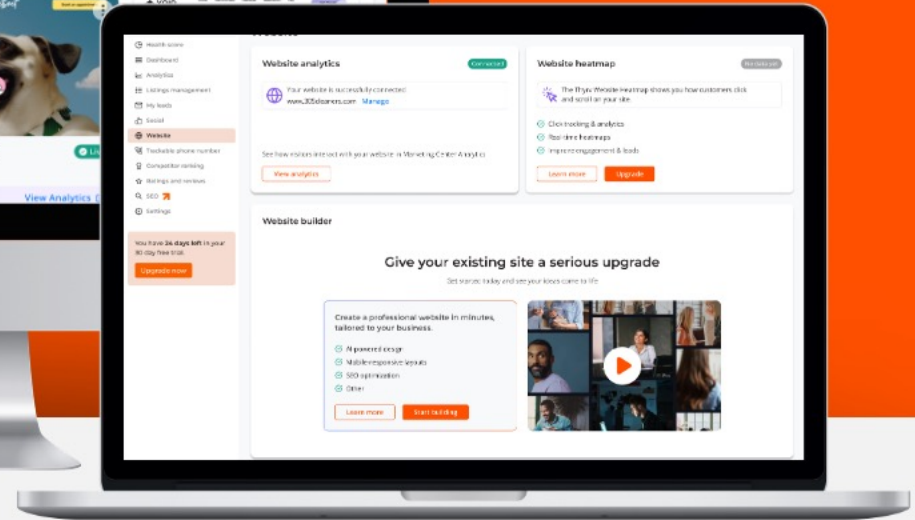 Book an appointment
Live
View Analytics
Health score
Dashboard
Analytics
Listings management
My leads
Social
Website
Trackable phone number
Competitor ranking
Ratings and reviews
SEO
Settings
You have 24 days left in your
30 day free trial.
Upgrade now
Website analytics
Connected
Your website is successfully connected
www.305cleaners.com Manage
See how visitors interact with your website in Marketing Center Analytics
View analytics
Website heatmap
The Thryv Website Heatmap shows you how customers click
and scroll on your site.
Click tracking & analytics
Real-time heatmaps
Improve engagement & leads
Learn more
Upgrade
Website builder
Give your existing site a serious upgrade
Get started today and see your ideas come to life
Create a professional website in minutes,
tailored to your business.
AI powered design
Mobile-responsive layouts
SEO optimization
Other
Learn more
Start building